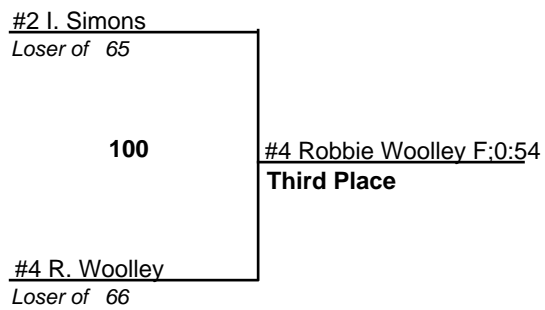 #2 I. Simons
Loser of 65
100
#4 Robbie Woolley F;0:54
Third Place
#4 R. Woolley
Loser of 66